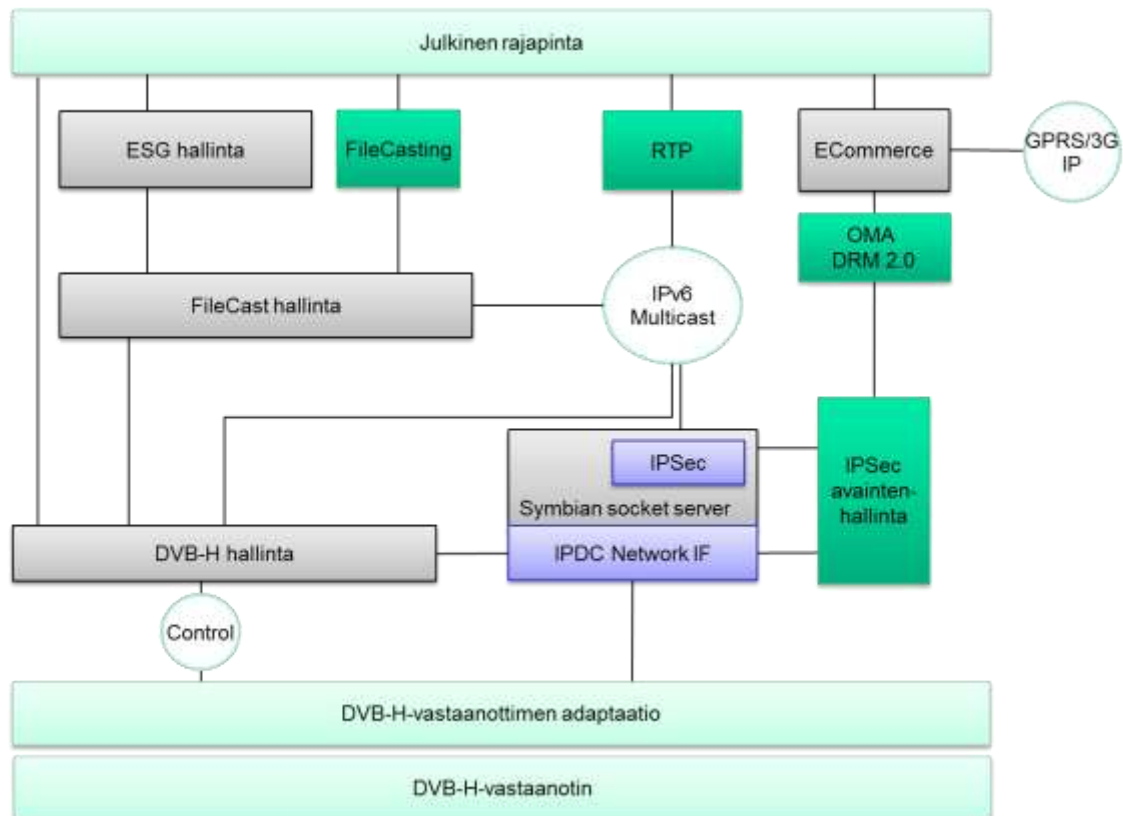 Julkinen rajapinta
ESG hallinta
FileCasting
RTP
ECommerce
GPRS/3G
IP
OMA
DRM 2.0
FileCast hallinta
IPv6
Multicast
IPSec
Symbian socket server
IPSec
avainten-
hallinta
DVB-H hallinta
IPDC Network IF
Control
DVB-H-vastaanottimen adaptaatio
DVB-H-vastaanotin